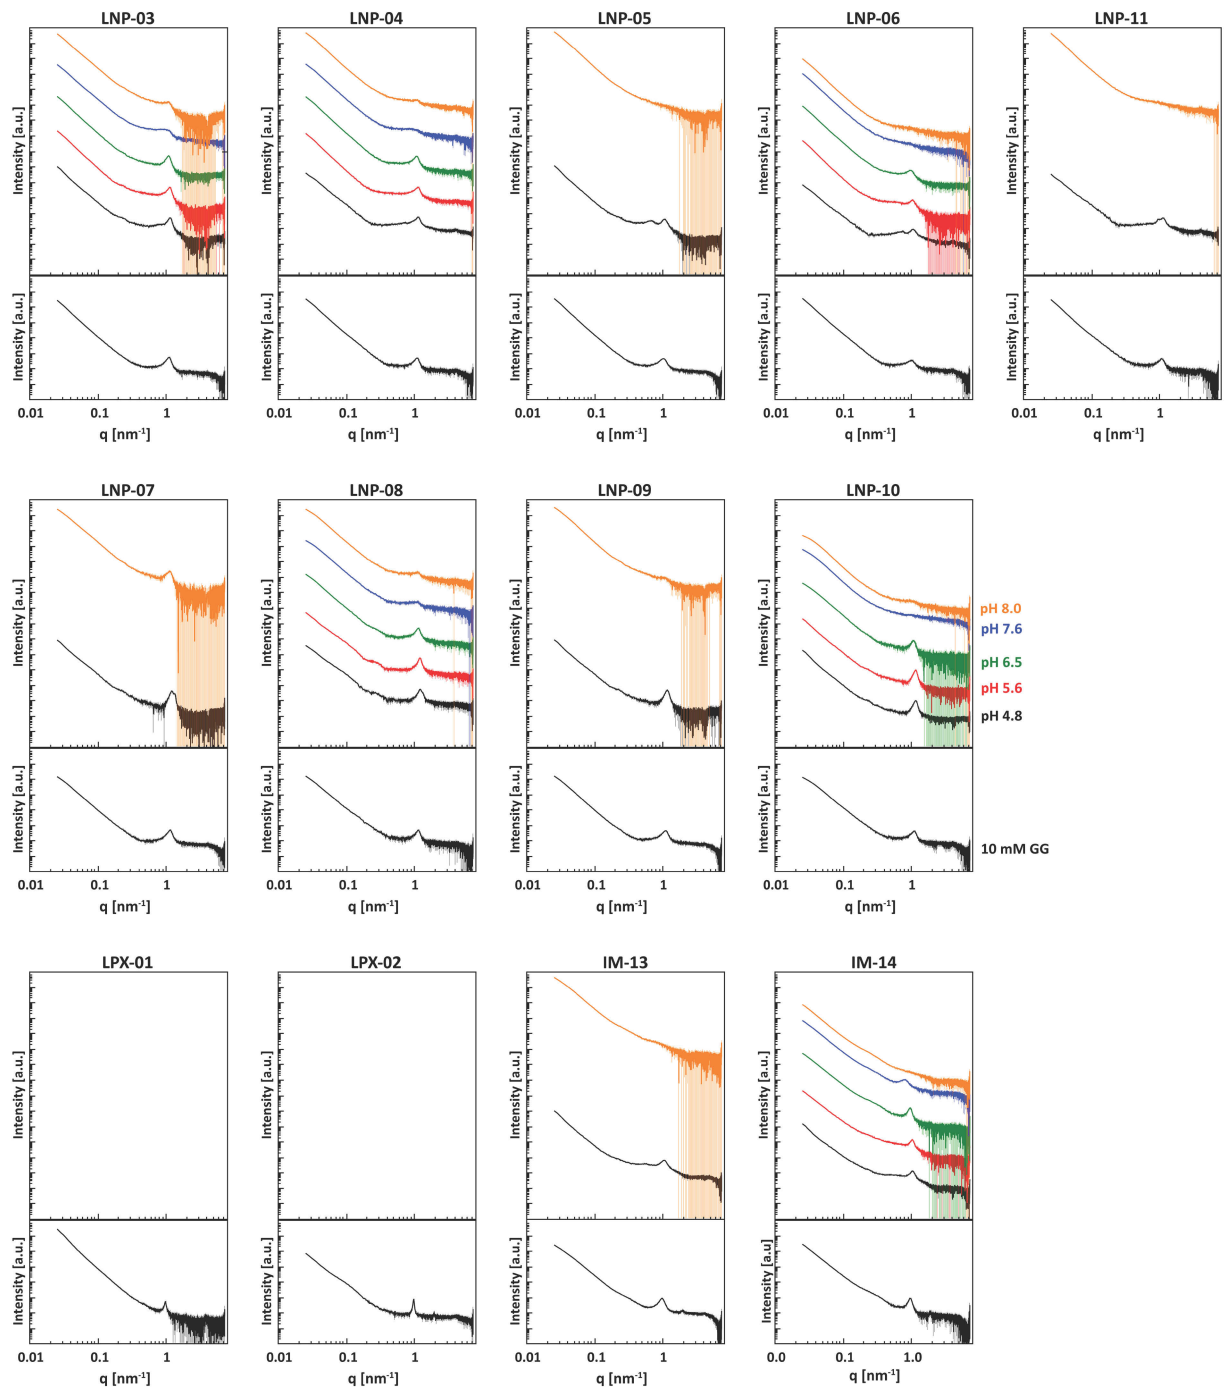 LNP-03 LNP-04 LNP-05 LNP-06 LNP-11
Intensity [a.u.] Intensity [a.u.] Intensity [a.u.] Intensity [a.u.] Intensity [a.u.]
Intensity [a.u.] Intensity [a.u.] Intensity [a.u.] Intensity [a.u.] Intensity [a.u.]
0.01 0.1 1 0.01 0.1 1 0.01 0.1 1 0.01 0.1 1 0.01 0.1 1
q [nm⁻¹] q [nm⁻¹] q [nm⁻¹] q [nm⁻¹] q [nm⁻¹]
LNP-07 LNP-08 LNP-09 LNP-10
Intensity [a.u.] Intensity [a.u.] Intensity [a.u.] Intensity [a.u.]
pH 8.0
pH 7.6
pH 6.5
pH 5.6
pH 4.8
Intensity [a.u.] Intensity [a.u.] Intensity [a.u.] Intensity [a.u.]
10 mM GG
0.01 0.1 1 0.01 0.1 1 0.01 0.1 1 0.01 0.1 1
q [nm⁻¹] q [nm⁻¹] q [nm⁻¹] q [nm⁻¹]
LPX-01 LPX-02 IM-13 IM-14
Intensity [a.u.] Intensity [a.u.] Intensity [a.u.] Intensity [a.u.]
Intensity [a.u.] Intensity [a.u.] Intensity [a.u.] Intensity [a.u]
0.01 0.1 1 0.01 0.1 1 0.01 0.1 1 0.0 0.1 1.0
q [nm⁻¹] q [nm⁻¹] q [nm⁻¹] q [nm⁻¹]